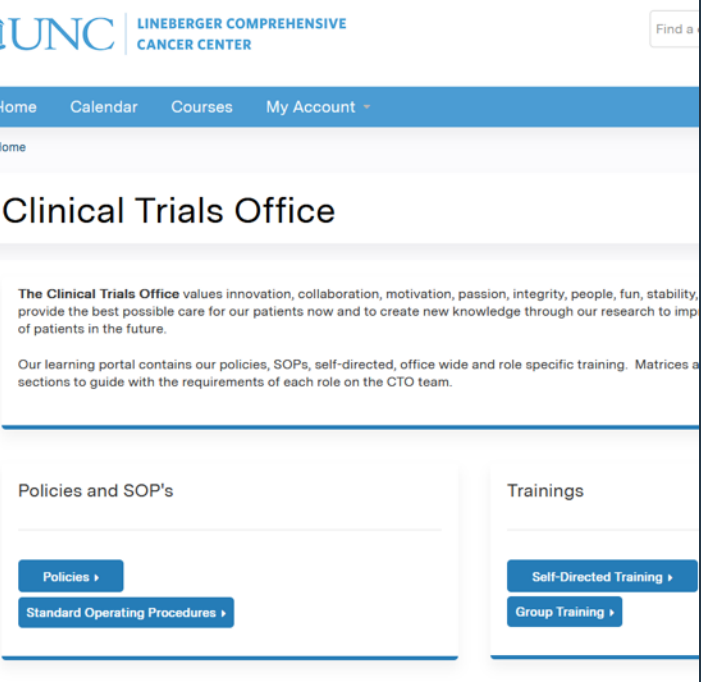 UNC LINEBERGER COMPREHENSIVE
CANCER CENTER
Find a
Home Calendar Courses My Account
Home
Clinical Trials Office
The Clinical Trials Office values innovation, collaboration, motivation, passion, integrity, people, fun, stability,
provide the best possible care for our patients now and to create new knowledge through our research to
of patients in the future.
Our learning portal contains our policies, SOPs, self-directed, office wide and role specific training. Matrices
sections to guide with the requirements of each role on the CTO team.
Policies and SOP's
Policies
Standard Operating Procedures
Trainings
Self-Directed Training
Group Training